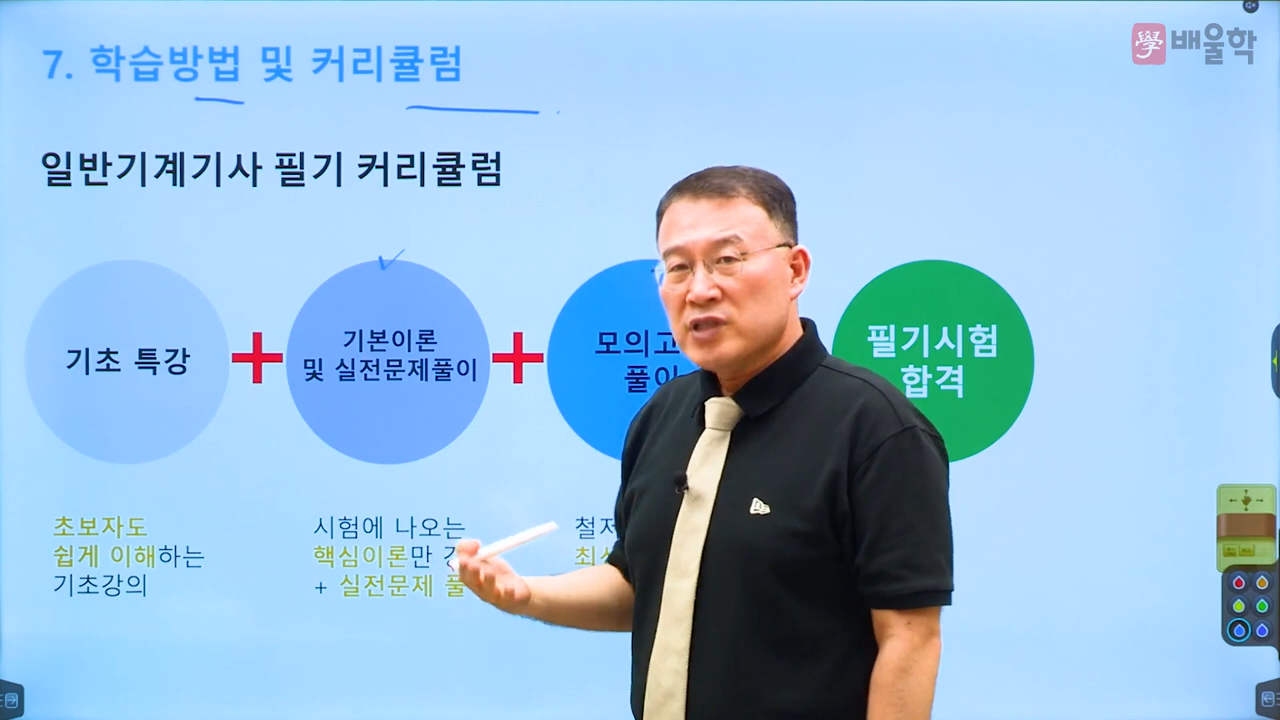 7. 학습방법 및 커리큘럼
學 배울학
일반기계기사 필기 커리큘럼
기초 특강
+
기본이론
및 실전문제풀이
+
모의고
풀이
필기시험
합격
초보자도
쉽게 이해하는
기초강의
시험에 나오는
핵심이론만
+ 실전문제